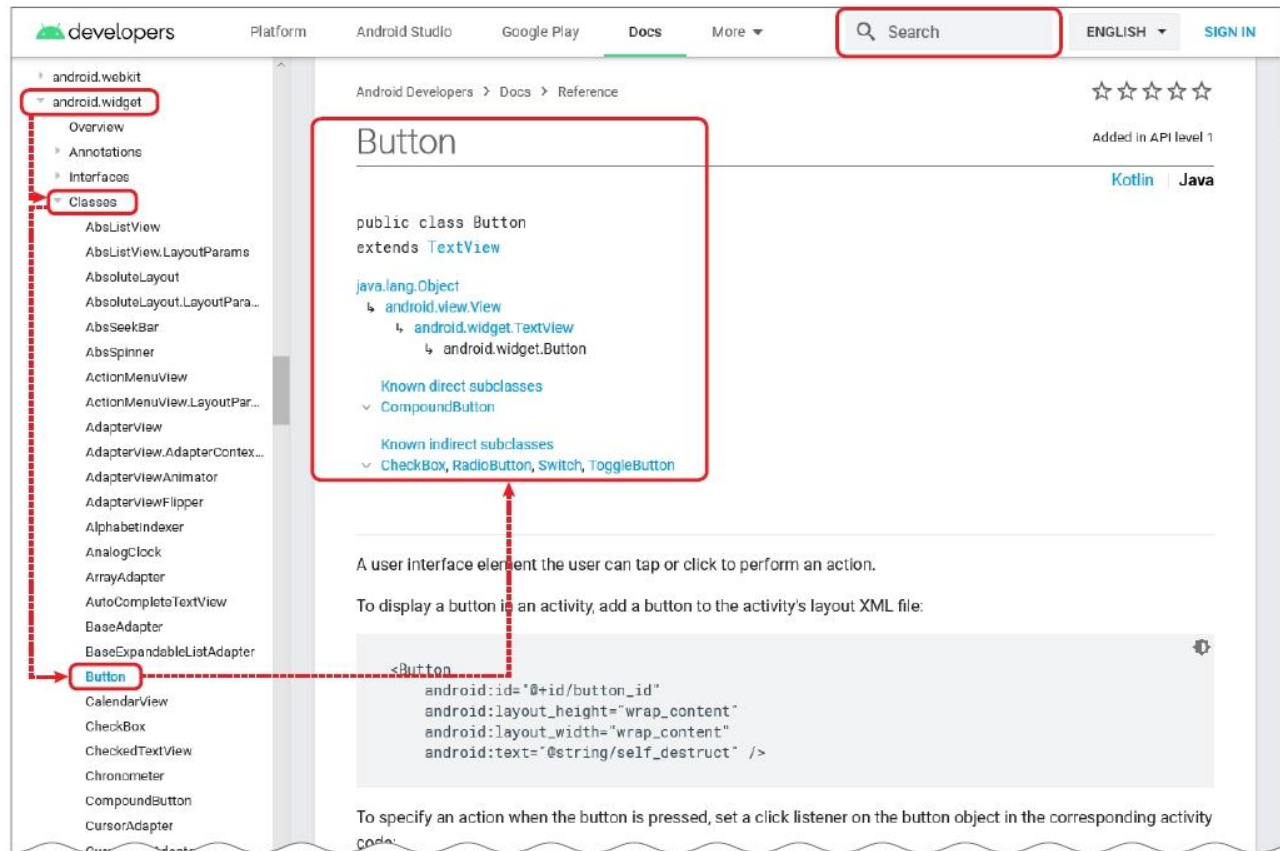 developers Platform Android Studio Google Play Docs More Search ENGLISH SIGN IN
android.webkit
android.widget
Overview
Annotations
Interfaces
Classes
AbsListView
AbsListView.LayoutParams
AbsoluteLayout
AbsoluteLayout.LayoutPara...
AbsSeekBar
AbsSpinner
ActionMenuView
ActionMenuView.LayoutPar...
AdapterView
AdapterView.AdapterContex...
AdapterViewAnimator
AdapterViewFlipper
AlphabetIndexer
AnalogClock
ArrayAdapter
AutoCompleteTextView
BaseAdapter
BaseExpandableListAdapter
Button
CalendarView
CheckBox
CheckedTextView
Chronometer
CompoundButton
CursorAdapter
Android Developers > Docs > Reference
Button
Added in API level 1
Kotlin | Java
public class Button
extends TextView
java.lang.Object
↳ android.view.View
↳ android.widget.TextView
↳ android.widget.Button
Known direct subclasses
CompoundButton
Known indirect subclasses
CheckBox, RadioButton, Switch, ToggleButton
A user interface element the user can tap or click to perform an action.
To display a button in an activity, add a button to the activity's layout XML file:
<Button
android:id="@+id/button_id"
android:layout_height="wrap_content"
android:layout_width="wrap_content"
android:text="@string/self_destruct" />
To specify an action when the button is pressed, set a click listener on the button object in the corresponding activity
code: